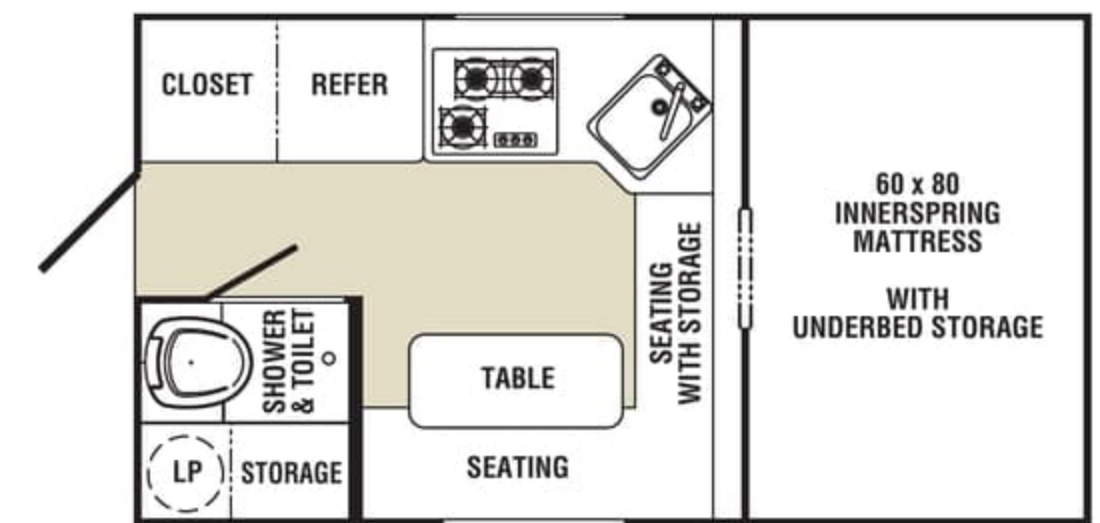 CLOSET
REFER
60 x 80
INNERSPRING
MATTRESS
WITH
UNDERBED STORAGE
SEATING
WITH STORAGE
SHOWER
& TOILET
TABLE
SEATING
LP
STORAGE